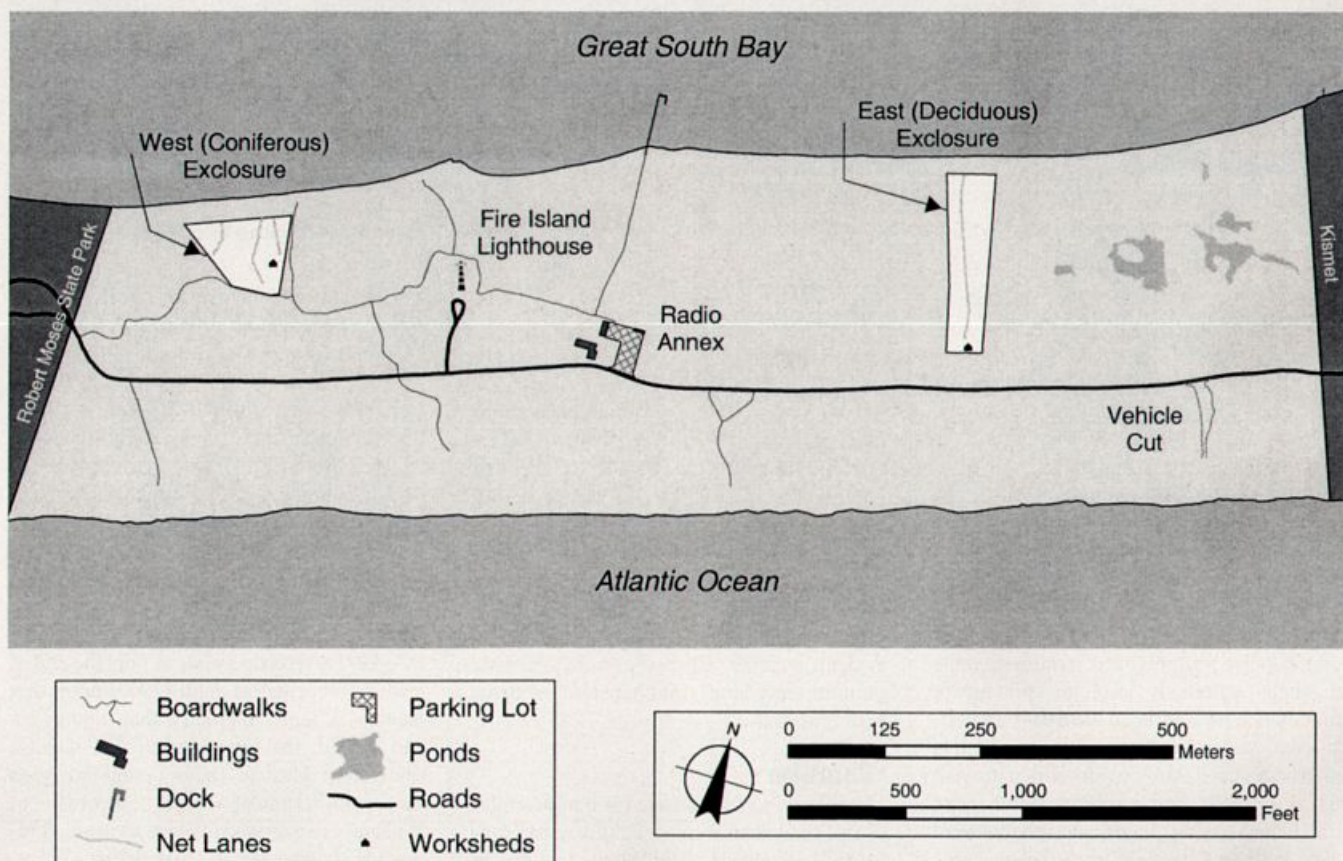 Great South Bay
West (Coniferous)
Exclosure
East (Deciduous)
Exclosure
Fire Island
Lighthouse
Robert Moses State Park
Kismet
Radio
Annex
Vehicle
Cut
Atlantic Ocean
Boardwalks
Parking Lot
Buildings
Ponds
Dock
Roads
Net Lanes
Worksheds
N
0 125 250 500
Meters
0 500 1,000 2,000
Feet